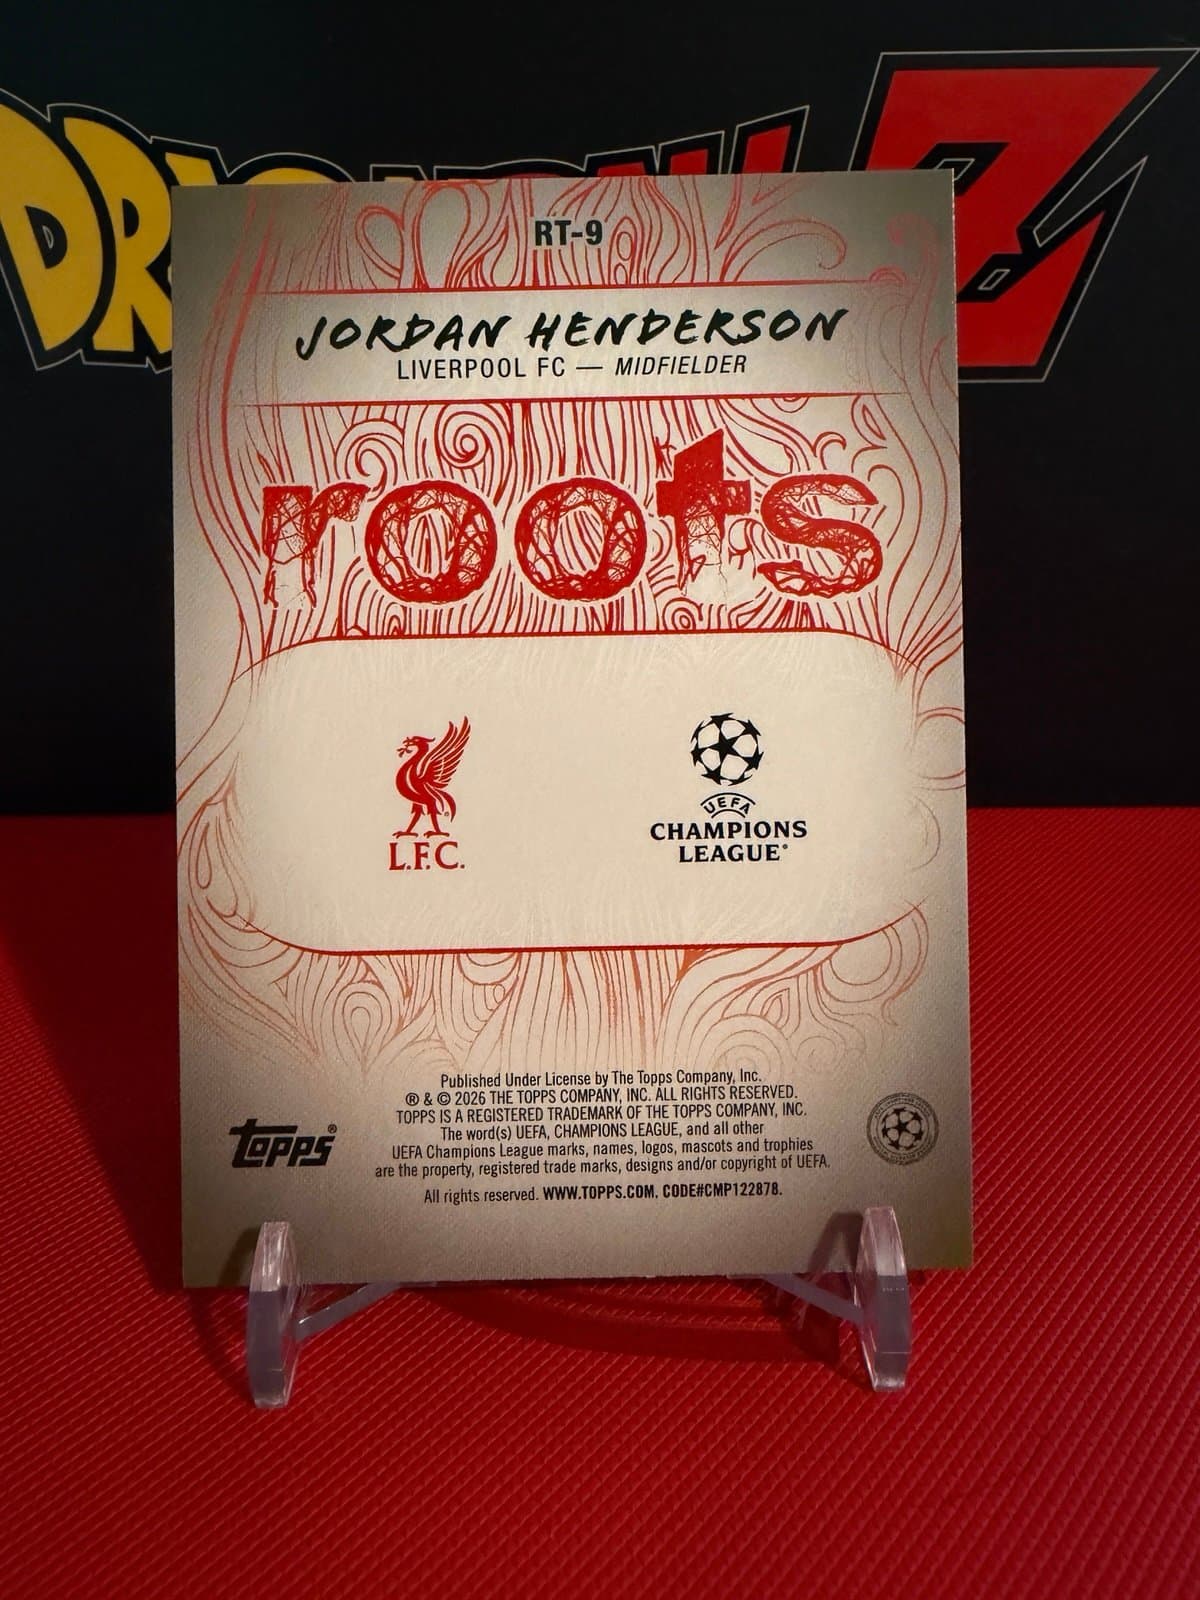 DRAGON BALL Z
RT-9
JORDAN HENDERSON
LIVERPOOL FC — MIDFIELDER
roots
L.F.C.
UEFA
CHAMPIONS
LEAGUE®
Published Under License by The Topps Company, Inc.
® & © 2026 THE TOPPS COMPANY, INC. ALL RIGHTS RESERVED.
TOPPS IS A REGISTERED TRADEMARK OF THE TOPPS COMPANY, INC.
The word(s) UEFA, CHAMPIONS LEAGUE, and all other
UEFA Champions League marks, names, logos, mascots and trophies
are the property, registered trade marks, designs and/or copyright of UEFA.
All rights reserved. WWW.TOPPS.COM. CODE#CMP122878.
topps®